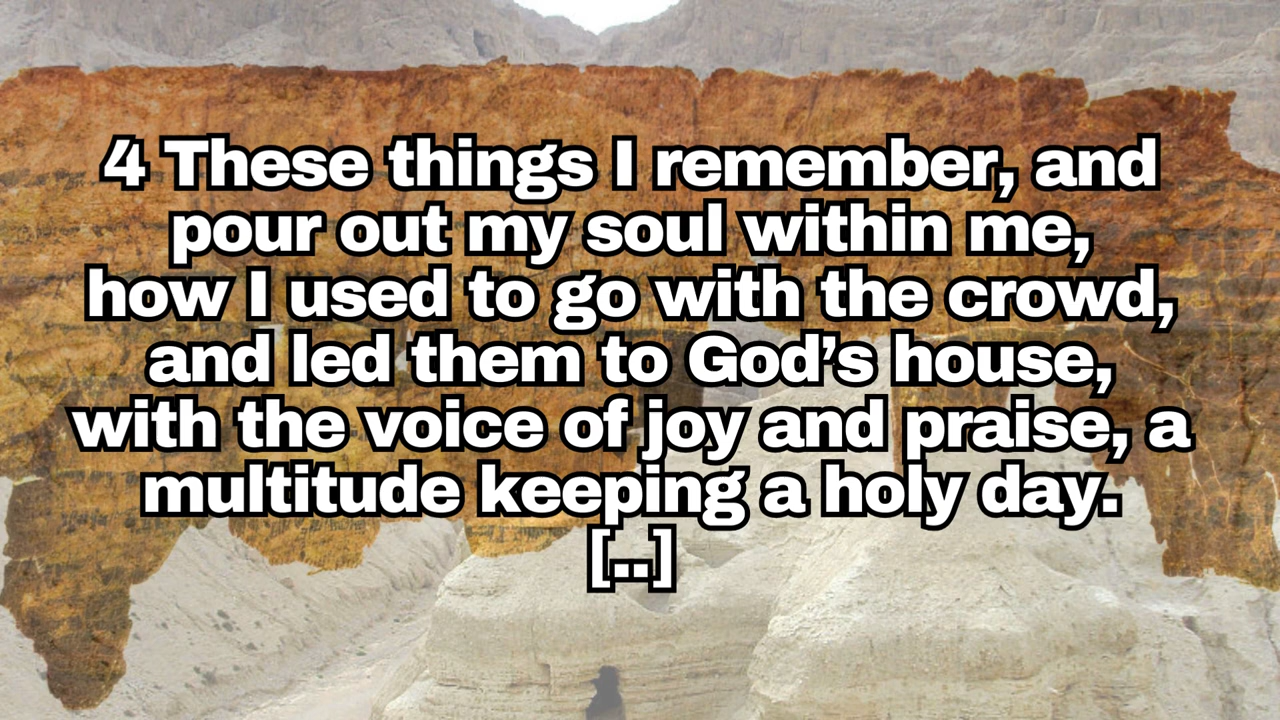 4 These things I remember, and
pour out my soul within me,
how I used to go with the crowd,
and led them to God’s house,
with the voice of joy and praise, a
multitude keeping a holy day.
[..]